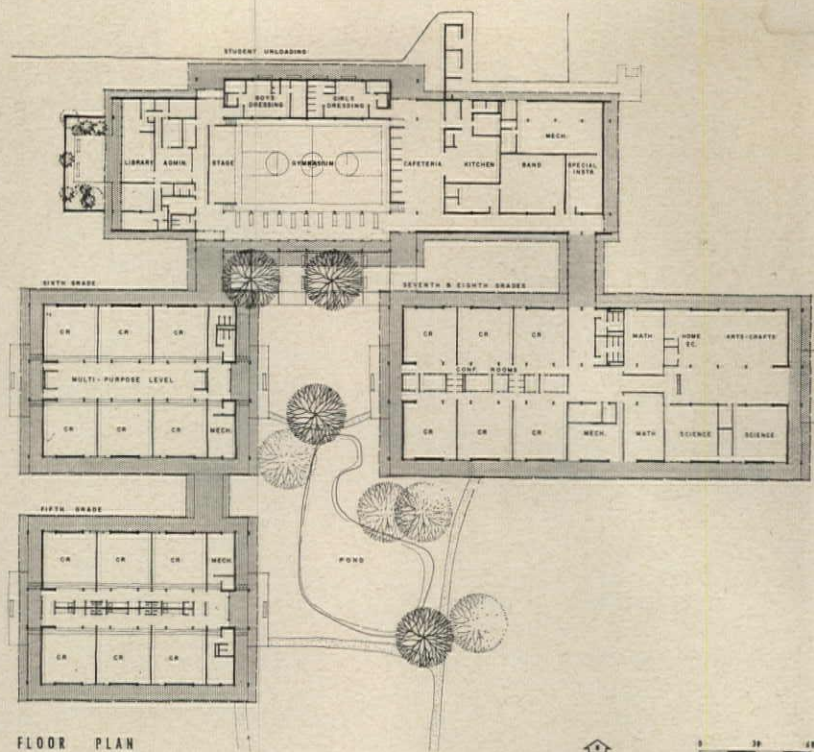 STUDENT UNLOADING
BOYS DRESSING
GIRLS DRESSING
MECH.
LIBRARY ADMIN. STAGE GYMNASIUM CAFETERIA KITCHEN BAND SPECIAL INSTR.
SIXTH GRADE
SEVENTH & EIGHTH GRADES
CR CR CR
CR CR CR MATH HOME EC. ARTS-CRAFTS
MULTI-PURPOSE LEVEL
CONF. ROOMS
CR CR CR MECH.
CR CR CR MECH. MATH SCIENCE SCIENCE
FIFTH GRADE
CR CR CR MECH.
POND
CR CR CR
FLOOR PLAN
0 30 60